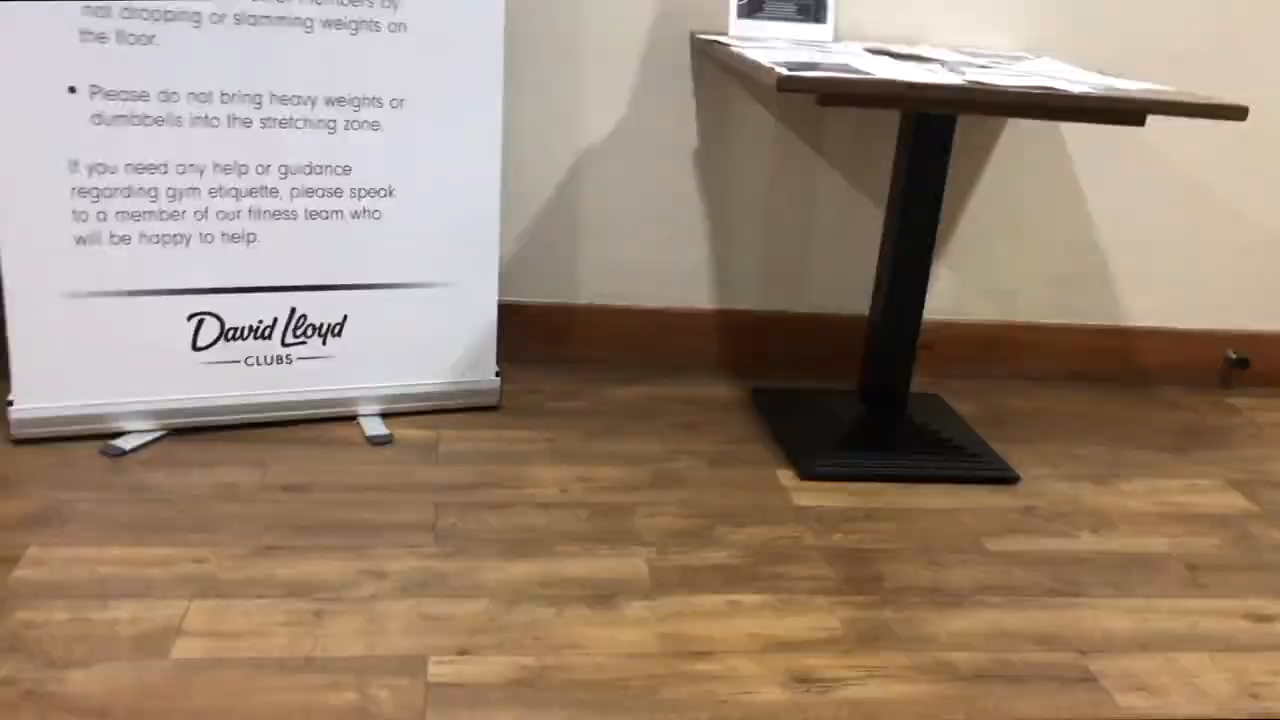 members by
not dropping or slamming weights on
the floor.
• Please do not bring heavy weights or
dumbbells into the stretching zone.
If you need any help or guidance
regarding gym etiquette, please speak
to a member of our fitness team who
will be happy to help.
David Lloyd
CLUBS